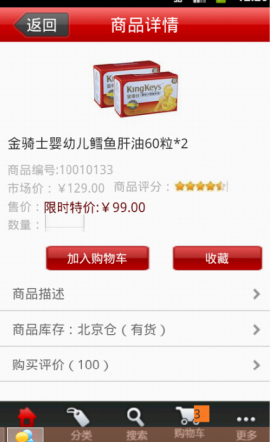 返回 商品详情
KingKeys
金骑士婴幼儿鳕鱼肝油60粒*2
商品编号:10010133
市场价：￥129.00 商品评分：
售价：限时特价:￥99.00
数量：
加入购物车 收藏
商品描述
商品库存：北京仓（有货）
购买评价（100）
3
分类 搜索 购物车 更多